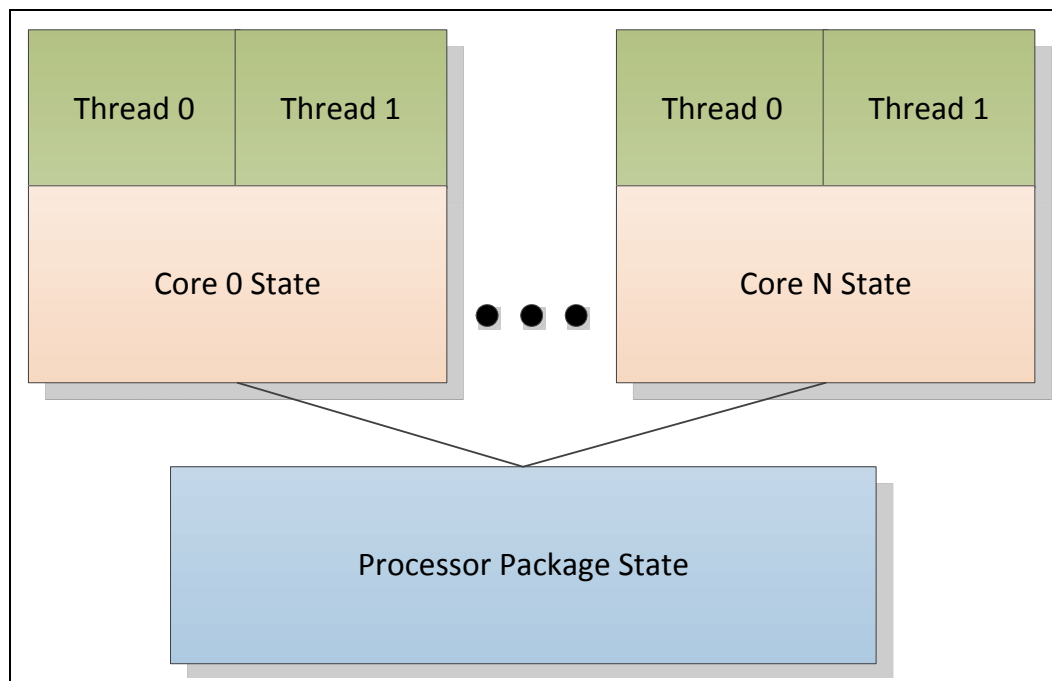 Thread 0
Thread 1
Thread 0
Thread 1
Core 0 State
Core N State
Processor Package State